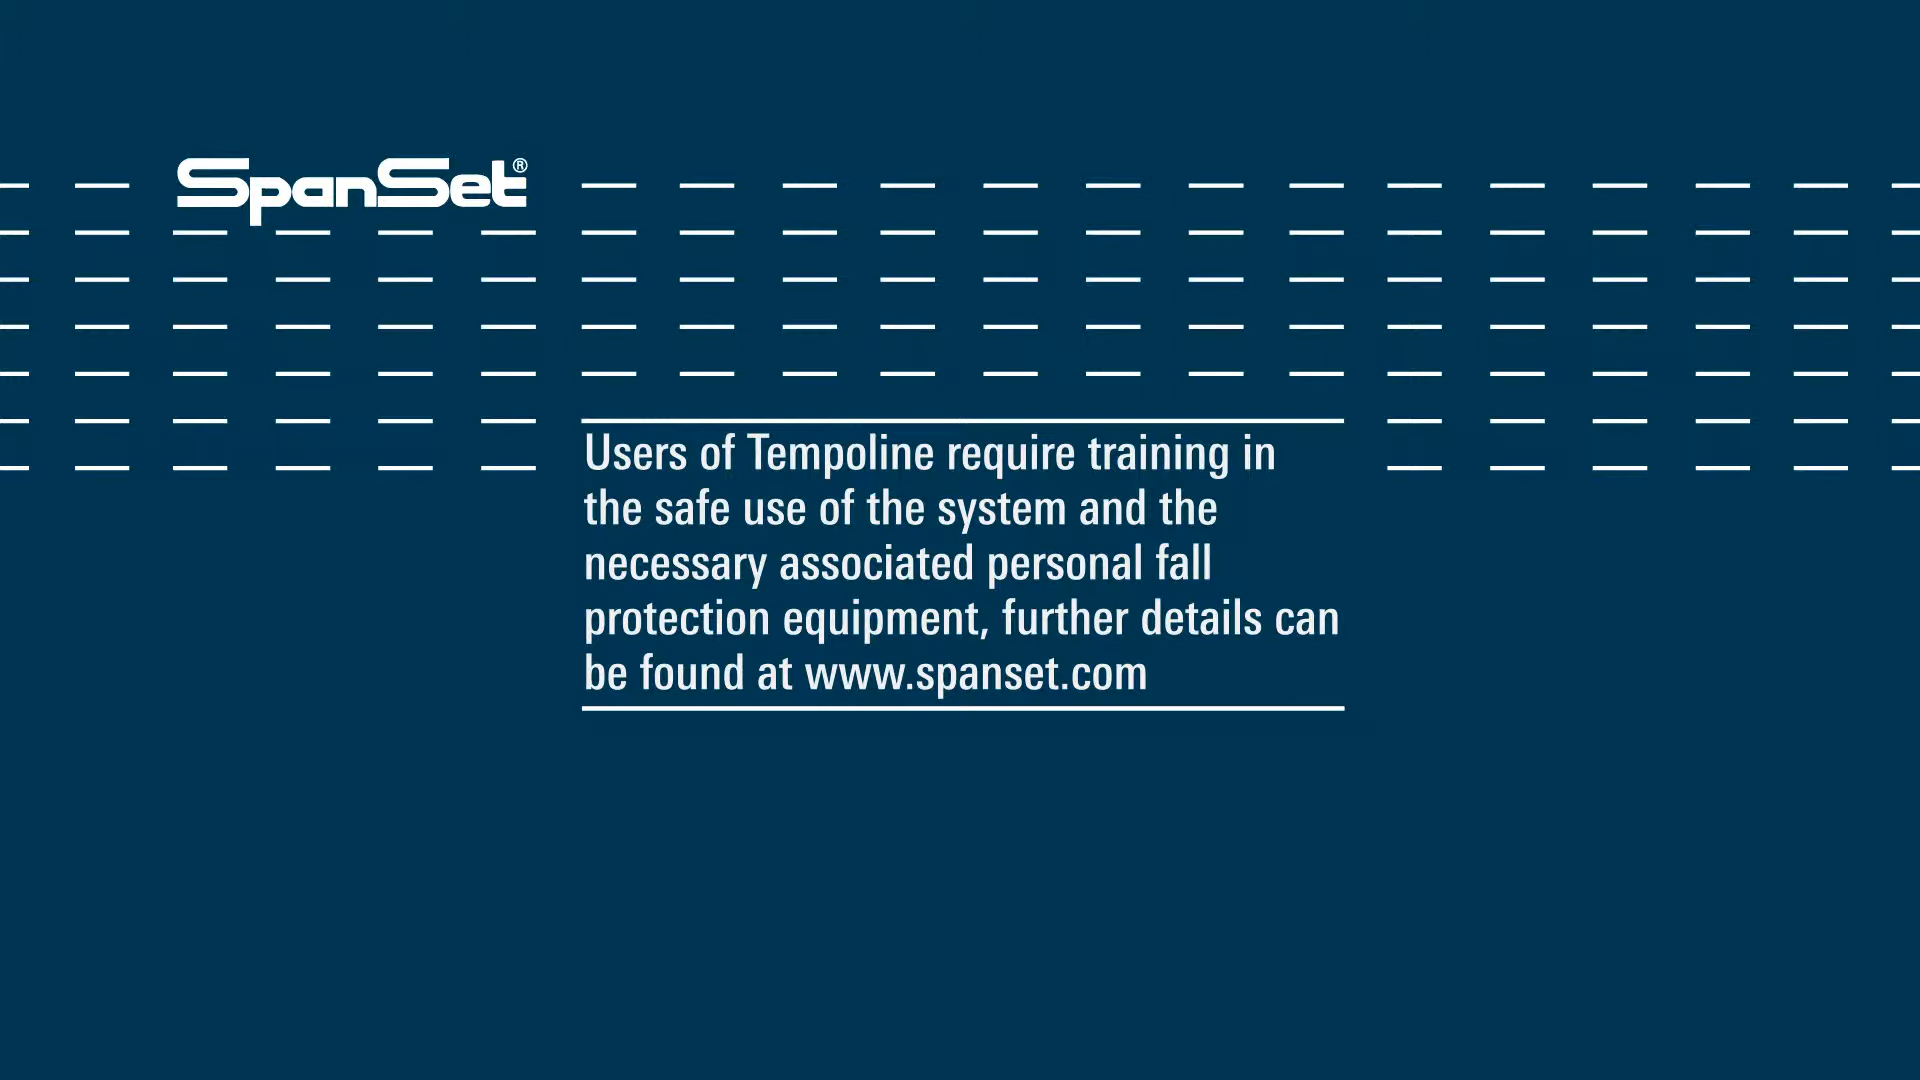 SpanSet®
Users of Tempoline require training in
the safe use of the system and the
necessary associated personal fall
protection equipment, further details can
be found at www.spanset.com